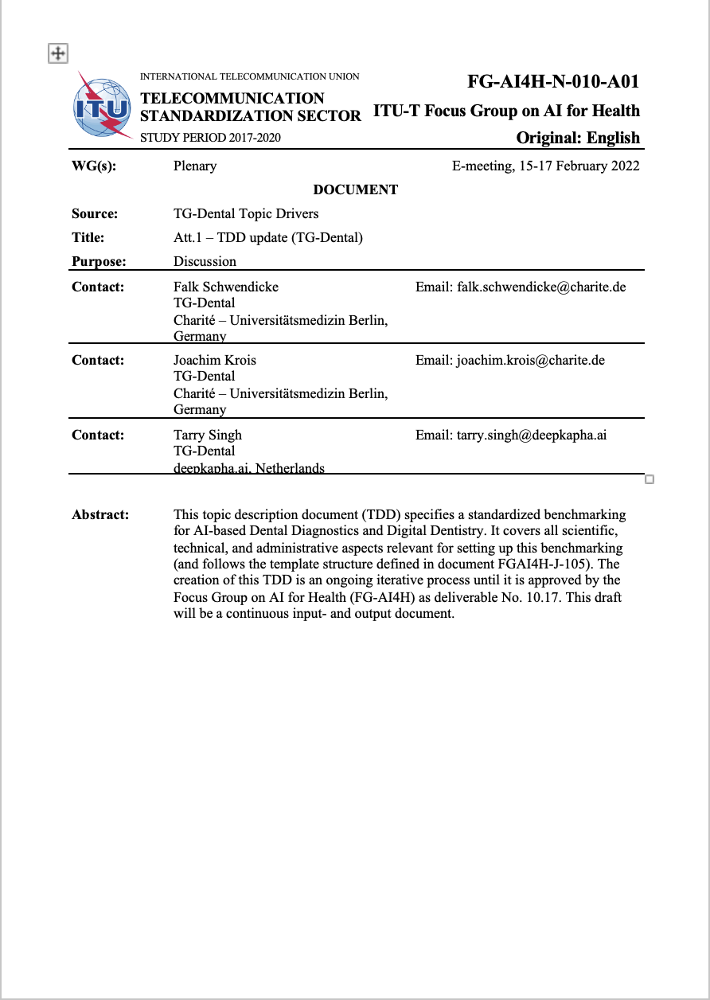 INTERNATIONAL TELECOMMUNICATION UNION
TELECOMMUNICATION
STANDARDIZATION SECTOR
STUDY PERIOD 2017-2020
ITU
FG-AI4H-N-010-A01
ITU-T Focus Group on AI for Health
Original: English
WG(s): Plenary E-meeting, 15-17 February 2022
DOCUMENT
Source: TG-Dental Topic Drivers
Title: Att.1 – TDD update (TG-Dental)
Purpose: Discussion
Contact: Falk Schwendicke Email: falk.schwendicke@charite.de
TG-Dental
Charité – Universitätsmedizin Berlin,
Germany
Contact: Joachim Krois Email: joachim.krois@charite.de
TG-Dental
Charité – Universitätsmedizin Berlin,
Germany
Contact: Tarry Singh Email: tarry.singh@deepkapha.ai
TG-Dental
deepkapha.ai, Netherlands
Abstract: This topic description document (TDD) specifies a standardized benchmarking
for AI-based Dental Diagnostics and Digital Dentistry. It covers all scientific,
technical, and administrative aspects relevant for setting up this benchmarking
(and follows the template structure defined in document FGAI4H-J-105). The
creation of this TDD is an ongoing iterative process until it is approved by the
Focus Group on AI for Health (FG-AI4H) as deliverable No. 10.17. This draft
will be a continuous input- and output document.